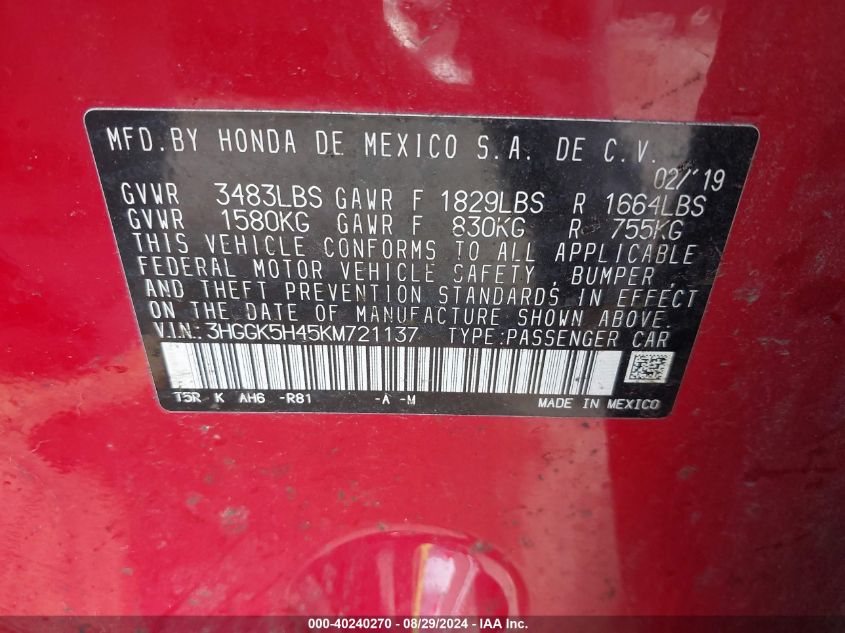 MFD. BY HONDA DE MEXICO S.A. DE C.V.
02/'19
GVWR 3483LBS GAWR F 1829LBS R 1664LBS
GVWR 1580KG GAWR F 830KG R 755KG
THIS VEHICLE CONFORMS TO ALL APPLICABLE
FEDERAL MOTOR VEHICLE SAFETY, BUMPER,
AND THEFT PREVENTION STANDARDS IN EFFECT
ON THE DATE OF MANUFACTURE SHOWN ABOVE.
V.I.N.: 3HGGK5H45KM721137 TYPE:PASSENGER CAR
T5R K AH6 -R81 -A -M MADE IN MEXICO
000-40240270 - 08/29/2024 - IAA Inc.